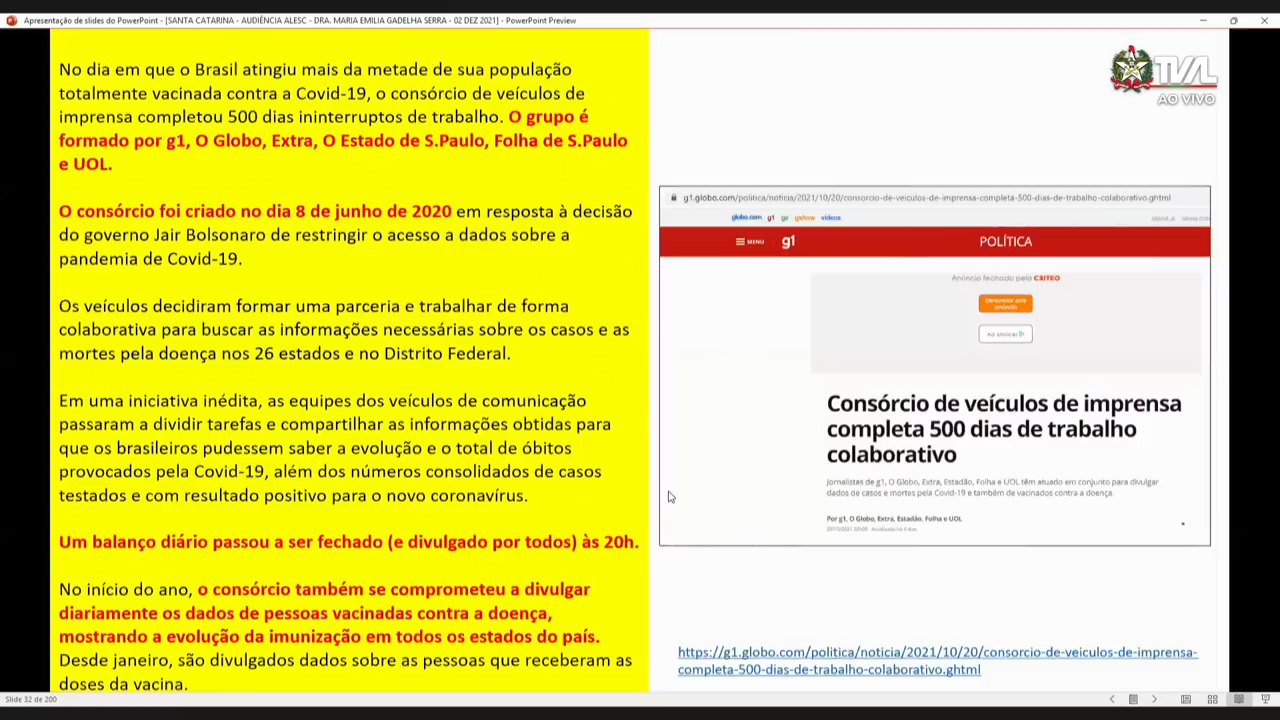 Apresentação de slides do PowerPoint - [SANTA CATARINA - AUDIÊNCIA ALESC - DRA. MARIA EMILIA GADELHA SERRA - 02 DEZ 2021] - PowerPoint Preview
No dia em que o Brasil atingiu mais da metade de sua população
totalmente vacinada contra a Covid-19, o consórcio de veículos de
imprensa completou 500 dias ininterruptos de trabalho. O grupo é
formado por g1, O Globo, Extra, O Estado de S.Paulo, Folha de S.Paulo
e UOL.
O consórcio foi criado no dia 8 de junho de 2020 em resposta à decisão
do governo Jair Bolsonaro de restringir o acesso a dados sobre a
pandemia de Covid-19.
Os veículos decidiram formar uma parceria e trabalhar de forma
colaborativa para buscar as informações necessárias sobre os casos e as
mortes pela doença nos 26 estados e no Distrito Federal.
Em uma iniciativa inédita, as equipes dos veículos de comunicação
passaram a dividir tarefas e compartilhar as informações obtidas para
que os brasileiros pudessem saber a evolução e o total de óbitos
provocados pela Covid-19, além dos números consolidados de casos
testados e com resultado positivo para o novo coronavírus.
Um balanço diário passou a ser fechado (e divulgado por todos) às 20h.
No início do ano, o consórcio também se comprometeu a divulgar
diariamente os dados de pessoas vacinadas contra a doença,
mostrando a evolução da imunização em todos os estados do país.
Desde janeiro, são divulgados dados sobre as pessoas que receberam as
doses da vacina.
TVAL
AO VIVO
g1.globo.com/politica/noticia/2021/10/20/consorcio-de-veiculos-de-imprensa-completa-500-dias-de-trabalho-colaborativo.ghtml
globo.com g1 ge gshow vídeos
MENU g1 POLÍTICA
Anúncio fechado pela CRITEO
Consórcio de veículos de imprensa
completa 500 dias de trabalho
colaborativo
Jornalistas de g1, O Globo, Extra, Estadão, Folha e UOL têm atuado em conjunto para divulgar
dados de casos e mortes pela Covid-19 e também de vacinados contra a doença.
Por g1, O Globo, Extra, Estadão, Folha e UOL
https://g1.globo.com/politica/noticia/2021/10/20/consorcio-de-veiculos-de-imprensa-
completa-500-dias-de-trabalho-colaborativo.ghtml
Slide 32 de 200